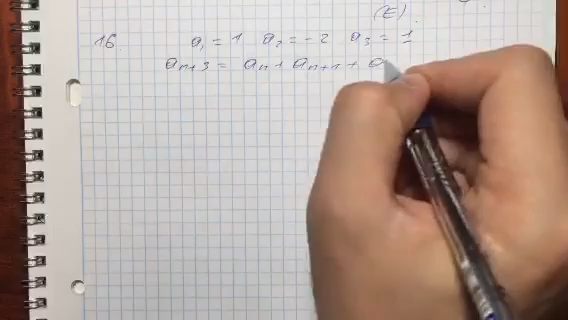 (E).
16. a₁ = 1 a₂ = -2 a₃ = 1
aₙ₊₃ = aₙ + aₙ₊₁ + a